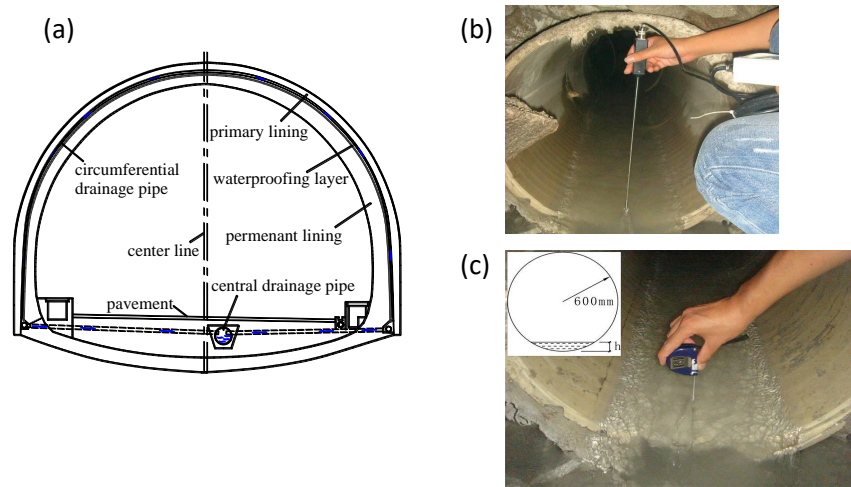 (a)
primary lining
circumferential
drainage pipe
waterproofing layer
center line
permenant lining
central drainage pipe
pavement
(b)
(c)
600mm
h